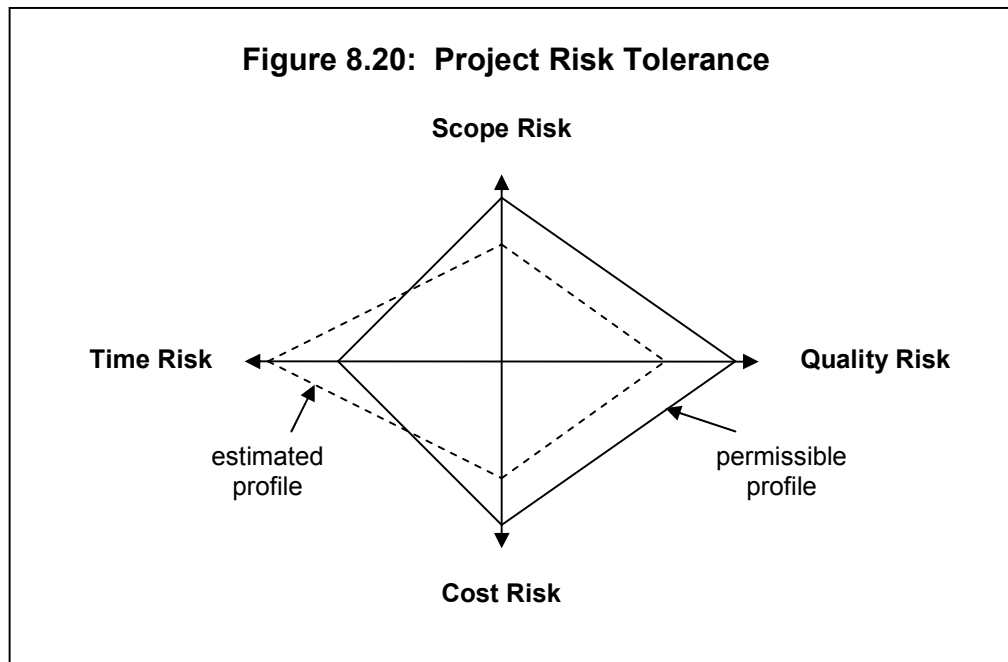 Figure 8.20:  Project Risk Tolerance
Scope Risk
Time Risk
Quality Risk
estimated
profile
permissible
profile
Cost Risk